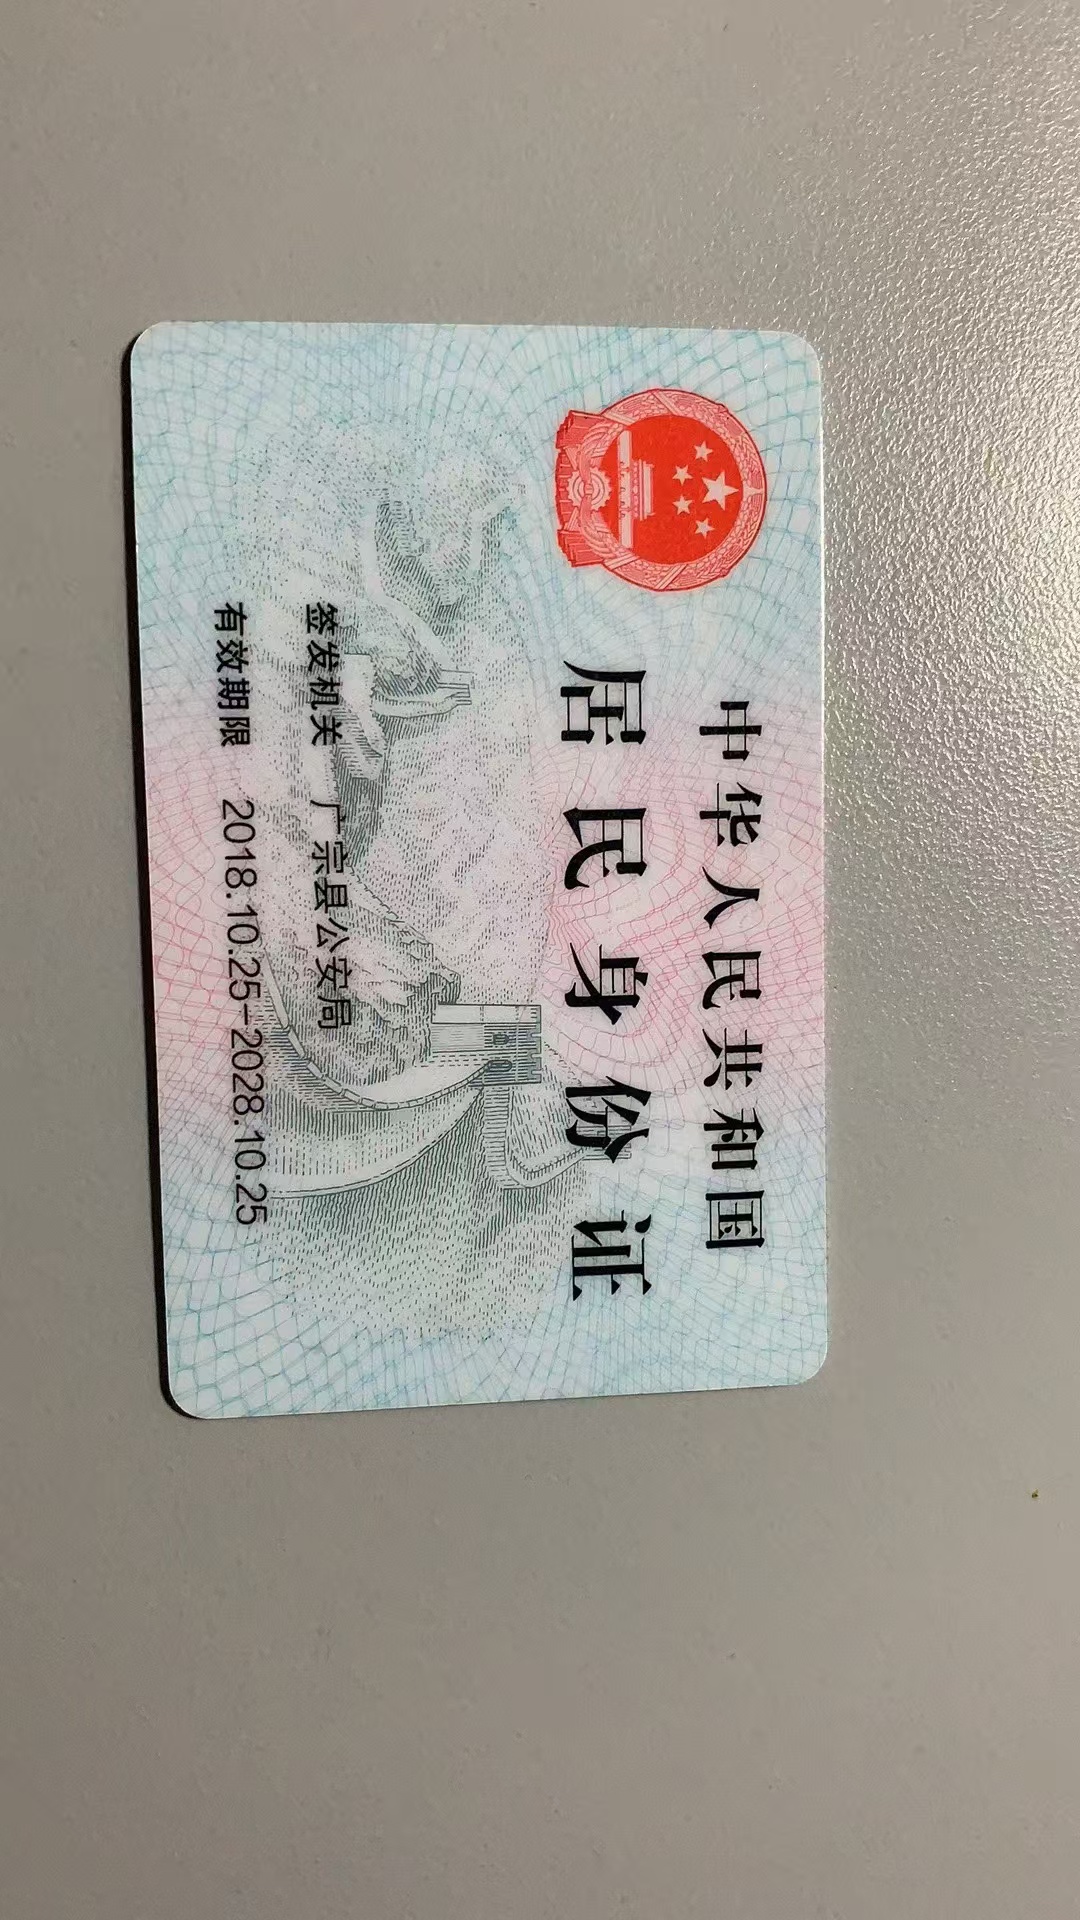 中华人民共和国
居民身份证
签发机关 广宗县公安局
有效期限 2018.10.25-2028.10.25